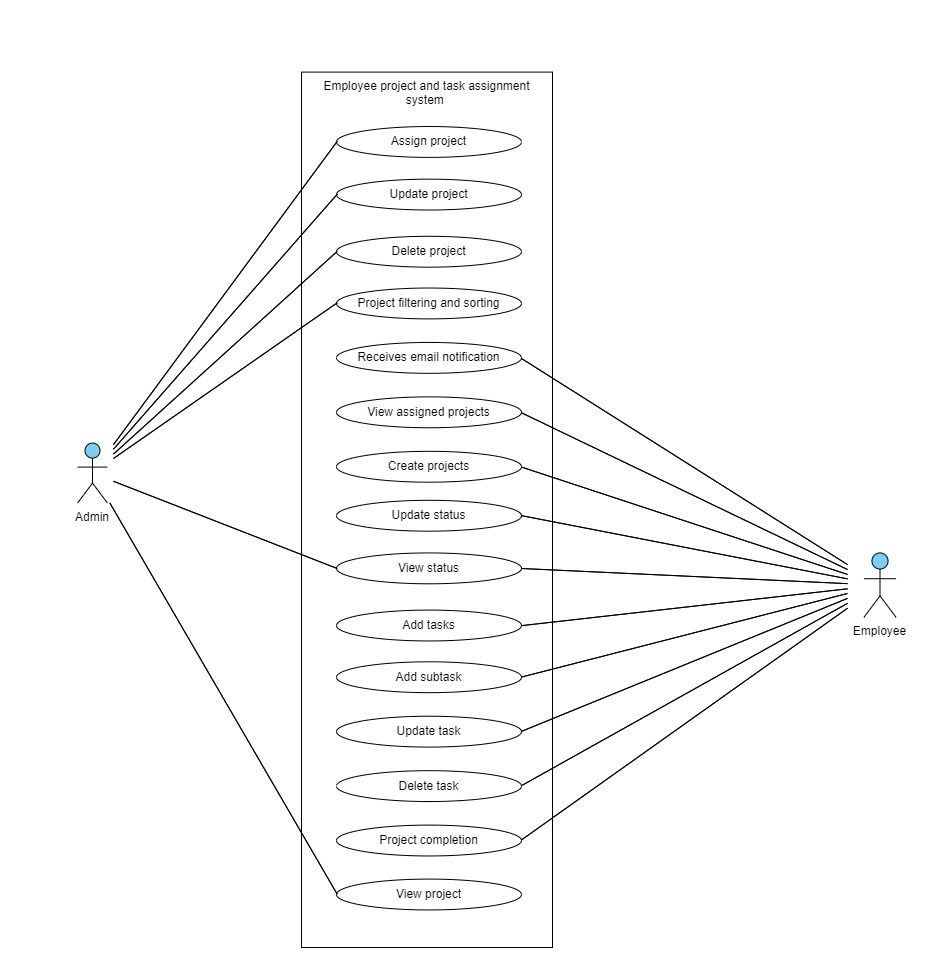 Employee project and task assignment
system
Assign project
Update project
Delete project
Project filtering and sorting
Receives email notification
View assigned projects
Create projects
Update status
View status
Add tasks
Add subtask
Update task
Delete task
Project completion
View project
Admin
Employee